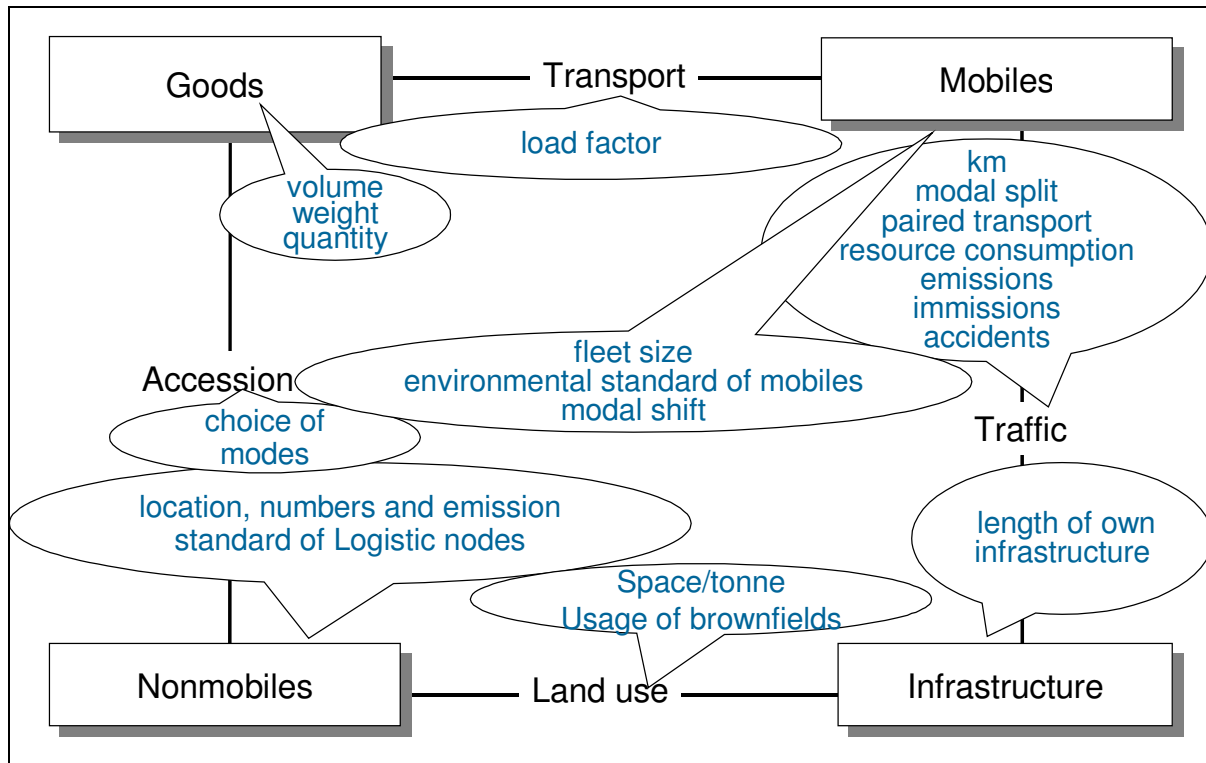 Goods
Transport
Mobiles
load factor
volume
weight
quantity
km
modal split
paired transport
resource consumption
emissions
immissions
accidents
fleet size
environmental standard of mobiles
modal shift
Accession
choice of
modes
Traffic
location, numbers and emission
standard of Logistic nodes
length of own
infrastructure
Space/tonne
Usage of brownfields
Nonmobiles
Land use
Infrastructure